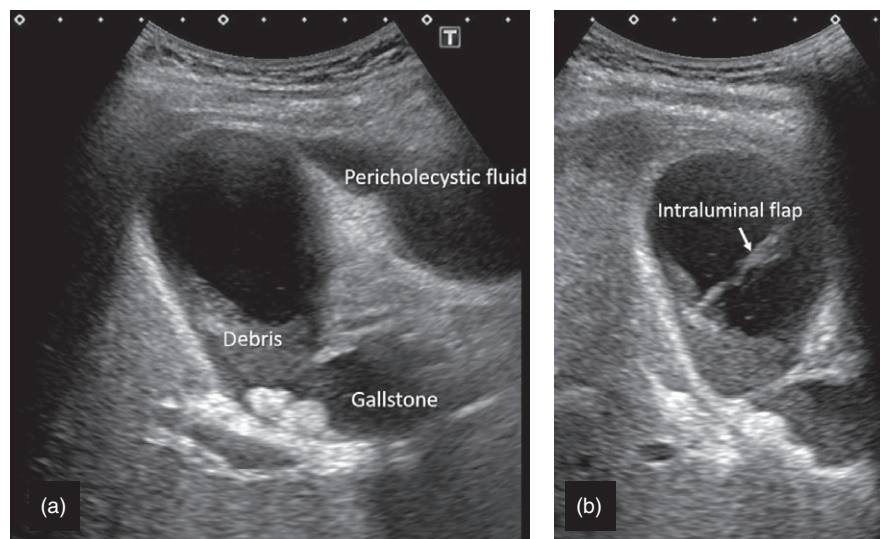 T
Pericholecystic fluid
Debris
Gallstone
(a)
Intraluminal flap
(b)